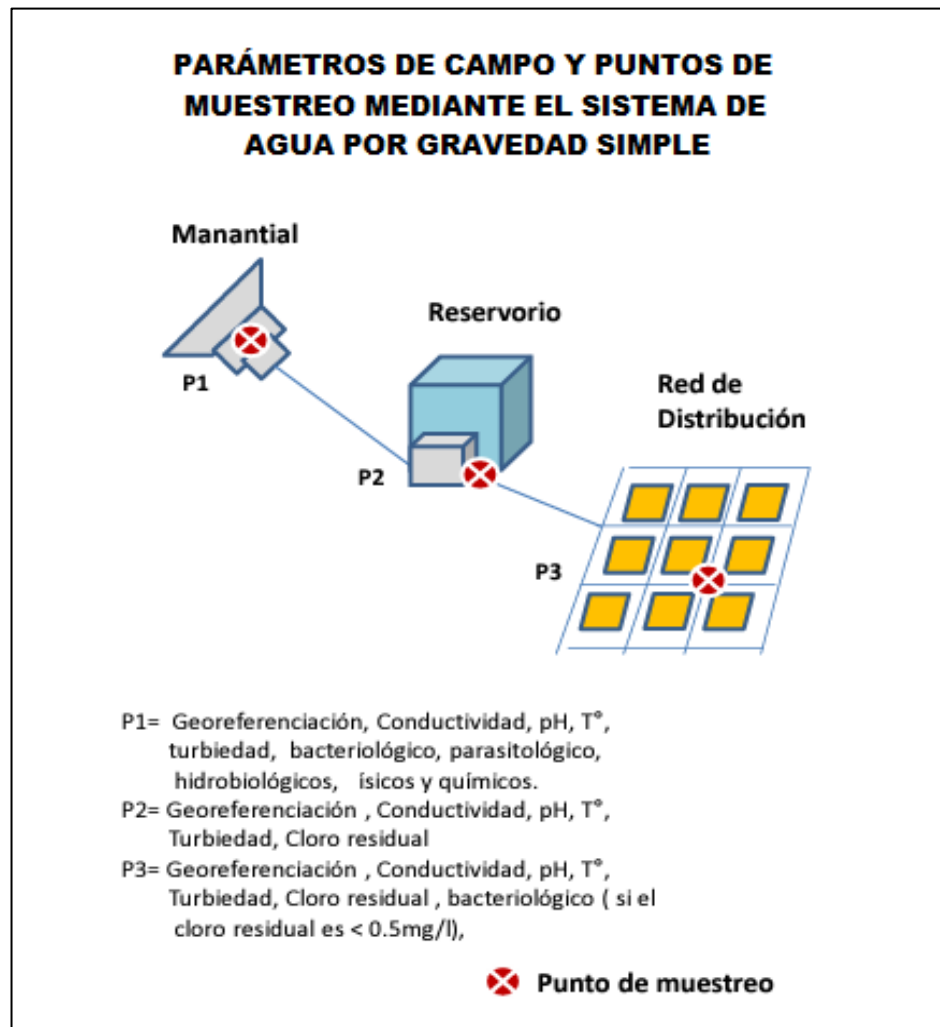 PARÁMETROS DE CAMPO Y PUNTOS DE
MUESTREO MEDIANTE EL SISTEMA DE
AGUA POR GRAVEDAD SIMPLE
Manantial
P1
Reservorio
P2
Red de
Distribución
P3
P1= Georeferenciación, Conductividad, pH, T°,
turbiedad, bacteriológico, parasitológico,
hidrobiológicos, ísicos y químicos.
P2= Georeferenciación , Conductividad, pH, T°,
Turbiedad, Cloro residual
P3= Georeferenciación , Conductividad, pH, T°,
Turbiedad, Cloro residual , bacteriológico ( si el
cloro residual es < 0.5mg/l),
Punto de muestreo